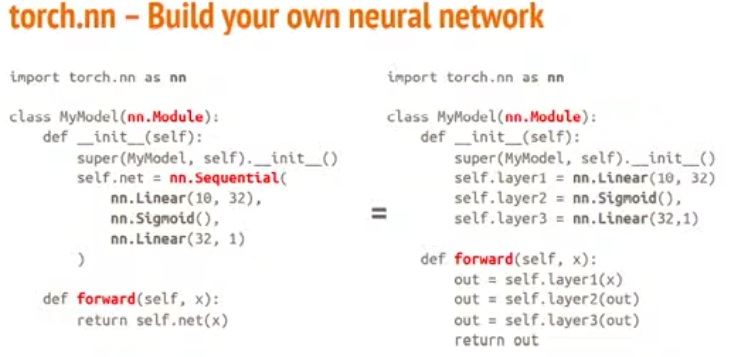 torch.nn – Build your own neural network
import torch.nn as nn
class MyModel(nn.Module):
    def __init__(self):
        super(MyModel, self).__init__()
        self.net = nn.Sequential(
            nn.Linear(10, 32),
            nn.Sigmoid(),
            nn.Linear(32, 1)
        )
    def forward(self, x):
        return self.net(x)
=
import torch.nn as nn
class MyModel(nn.Module):
    def __init__(self):
        super(MyModel, self).__init__()
        self.layer1 = nn.Linear(10, 32)
        self.layer2 = nn.Sigmoid(),
        self.layer3 = nn.Linear(32,1)
    def forward(self, x):
        out = self.layer1(x)
        out = self.layer2(out)
        out = self.layer3(out)
        return out